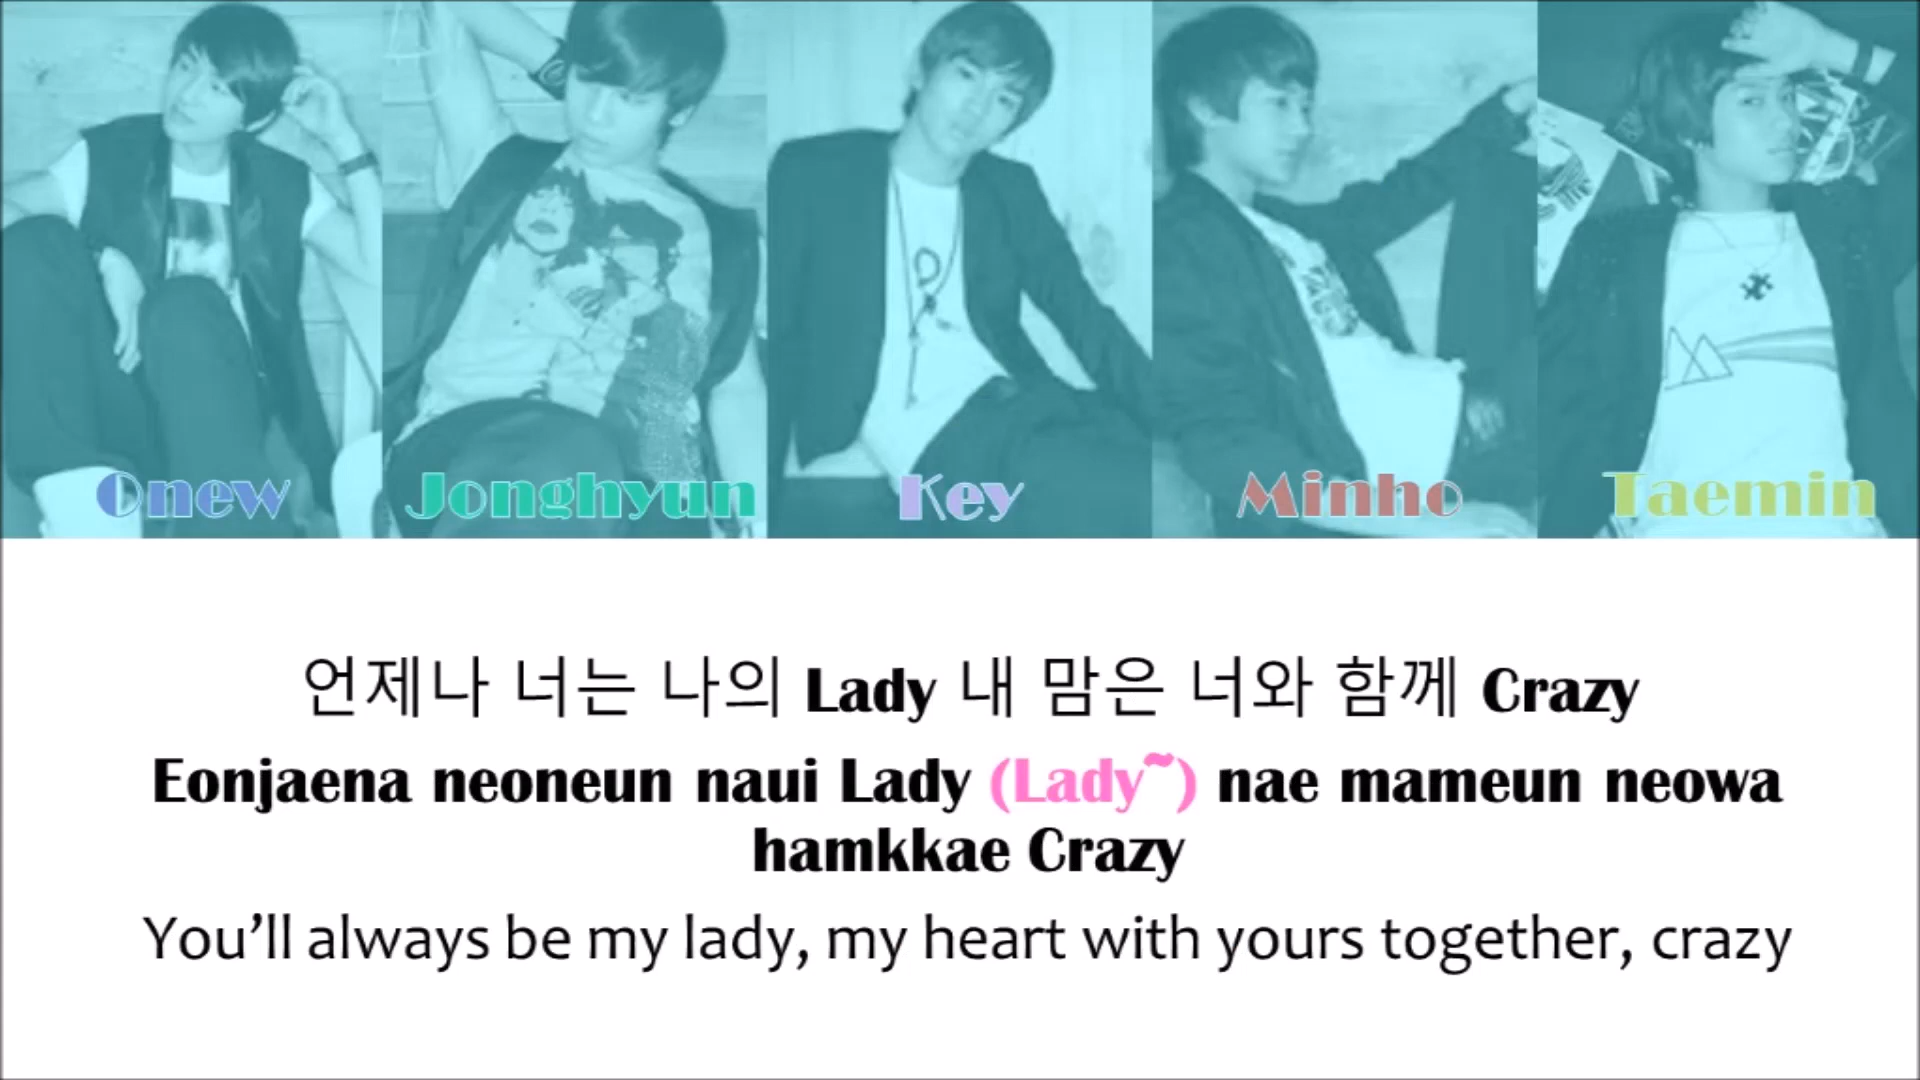 Onew Jonghyun Key Minho Taemin
언제나 너는 나의 Lady 내 맘은 너와 함께 Crazy
Eonjaena neoneun naui Lady (Lady~) nae mameun neowa
hamkkae Crazy
You’ll always be my lady, my heart with yours together, crazy